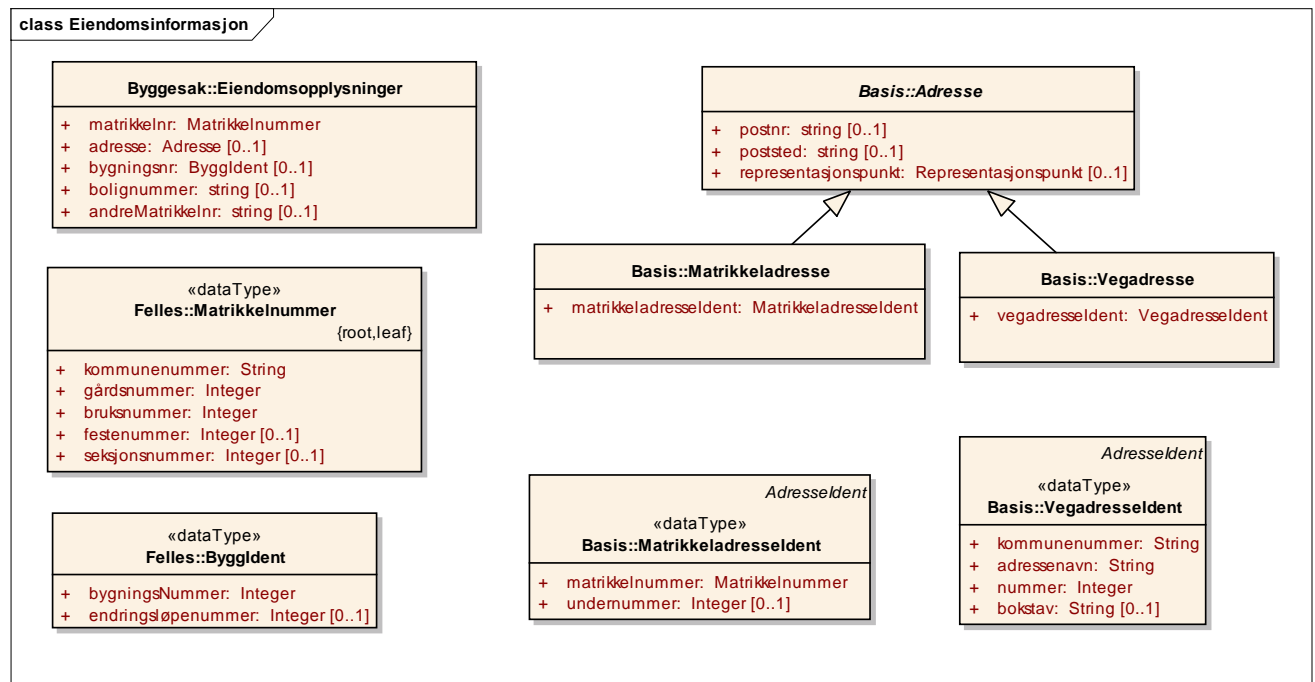 class Eiendomsinformasjon
Byggesak::Eiendomsopplysninger
+ matrikkelnr: Matrikkelnummer
+ adresse: Adresse [0..1]
+ bygningsnr: ByggIdent [0..1]
+ bolignummer: string [0..1]
+ andreMatrikkelnr: string [0..1]
Basis::Adresse
+ postnr: string [0..1]
+ poststed: string [0..1]
+ representasjonspunkt: Representasjonspunkt [0..1]
Basis::Matrikkeladresse
+ matrikkeladresseIdent: MatrikkeladresseIdent
Basis::Vegadresse
+ vegadresseIdent: VegadresseIdent
«dataType»
Felles::Matrikkelnummer
{root,leaf}
+ kommunenummer: String
+ gårdsnummer: Integer
+ bruksnummer: Integer
+ festenummer: Integer [0..1]
+ seksjonsnummer: Integer [0..1]
«dataType»
Felles::ByggIdent
+ bygningsNummer: Integer
+ endringsløpenummer: Integer [0..1]
AdresseIdent
«dataType»
Basis::MatrikkeladresseIdent
+ matrikkelnummer: Matrikkelnummer
+ undernummer: Integer [0..1]
AdresseIdent
«dataType»
Basis::VegadresseIdent
+ kommunenummer: String
+ adressenavn: String
+ nummer: Integer
+ bokstav: String [0..1]